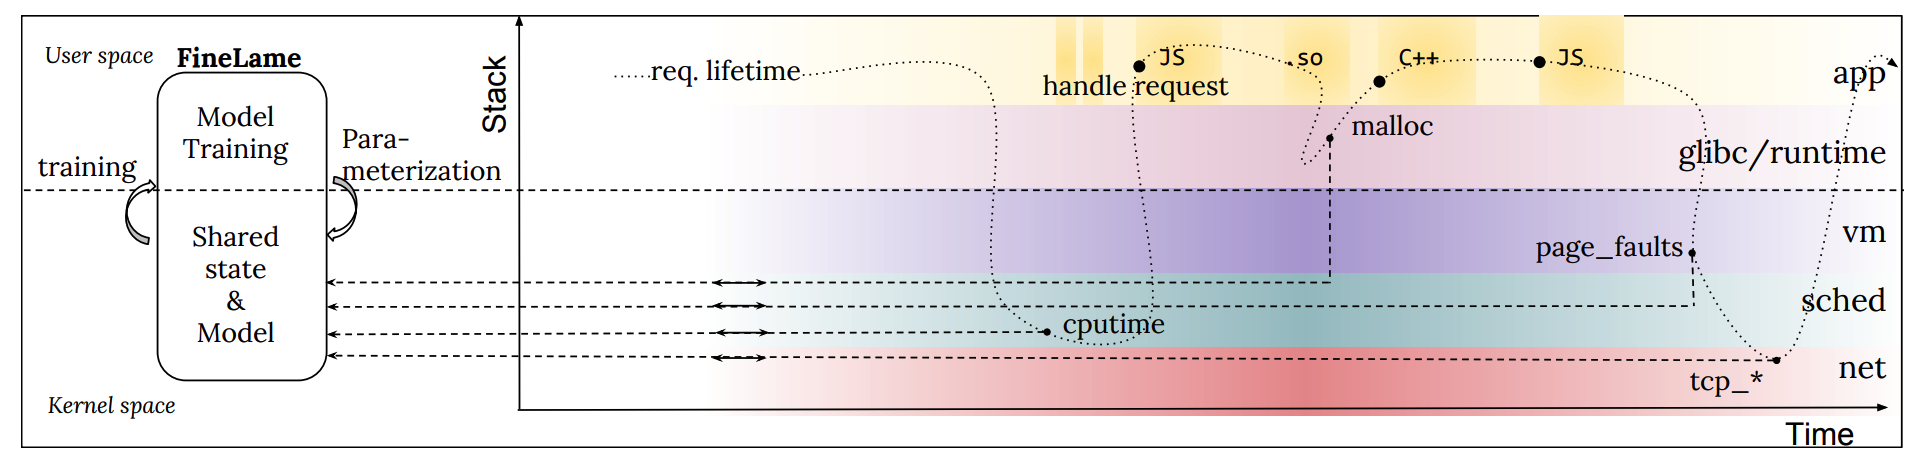 User space
FineLame
Model
Training
training
Para-
meterization
Shared
state
&
Model
Kernel space
Stack
req. lifetime
JS
handle request
so
C++
JS
app
malloc
glibc/runtime
page_faults
vm
sched
cputime
net
tcp_*
Time